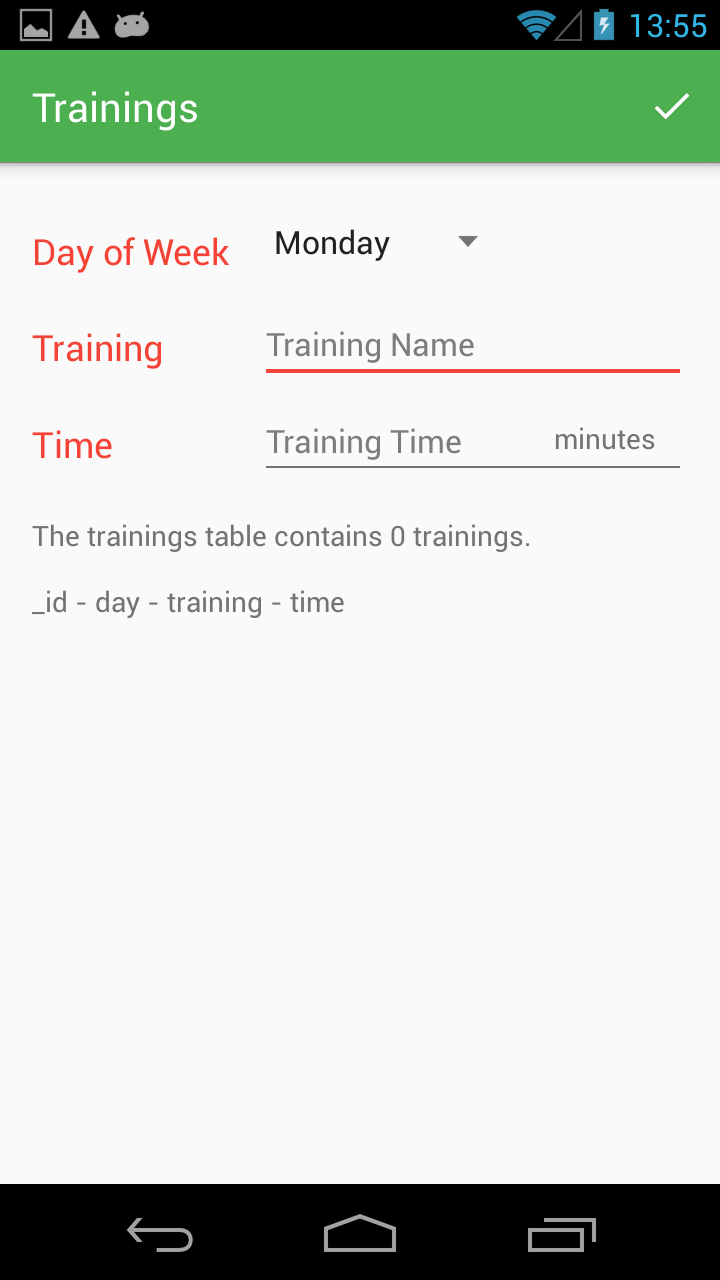 13:55
Trainings
Day of Week Monday
Training Training Name
Time Training Time minutes
The trainings table contains 0 trainings.
_id - day - training - time